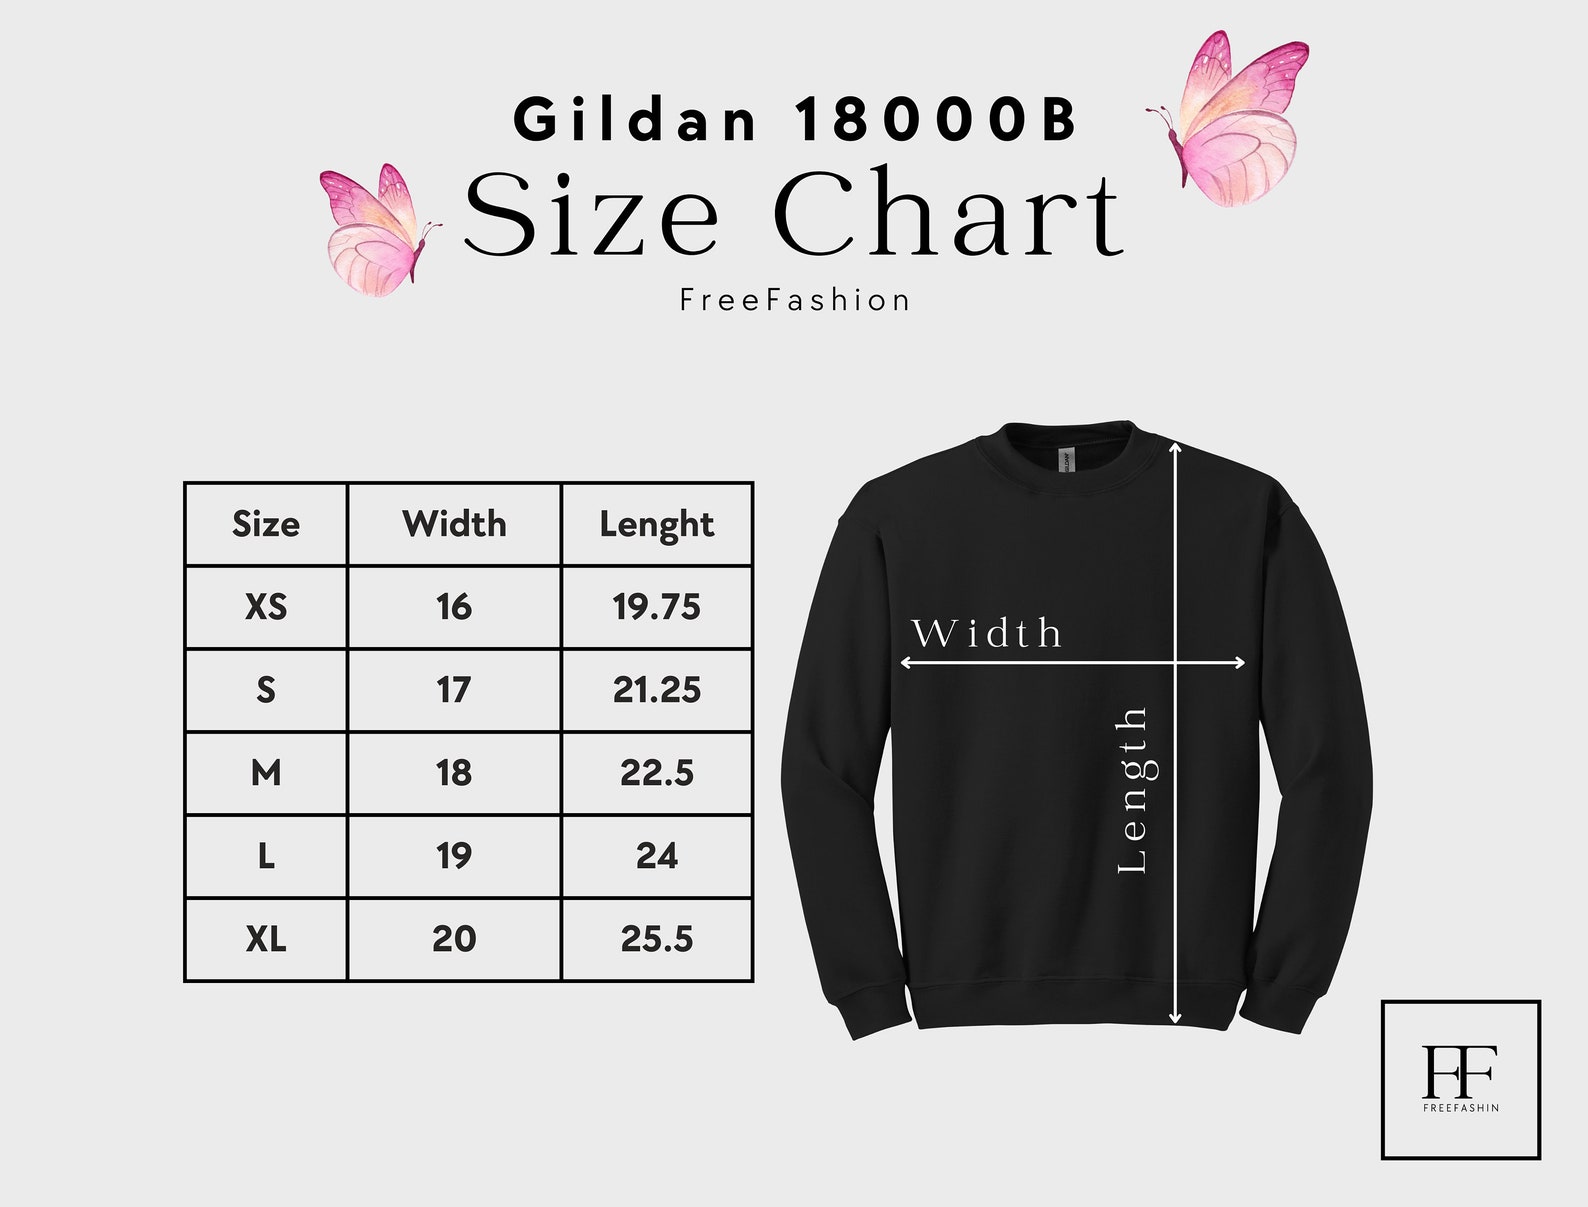 Gildan 18000B
Size Chart
FreeFashion
Size Width Lenght
XS 16 19.75
S 17 21.25
M 18 22.5
L 19 24
XL 20 25.5
GILDAN
Width
Length
FF
FREEFASHIN